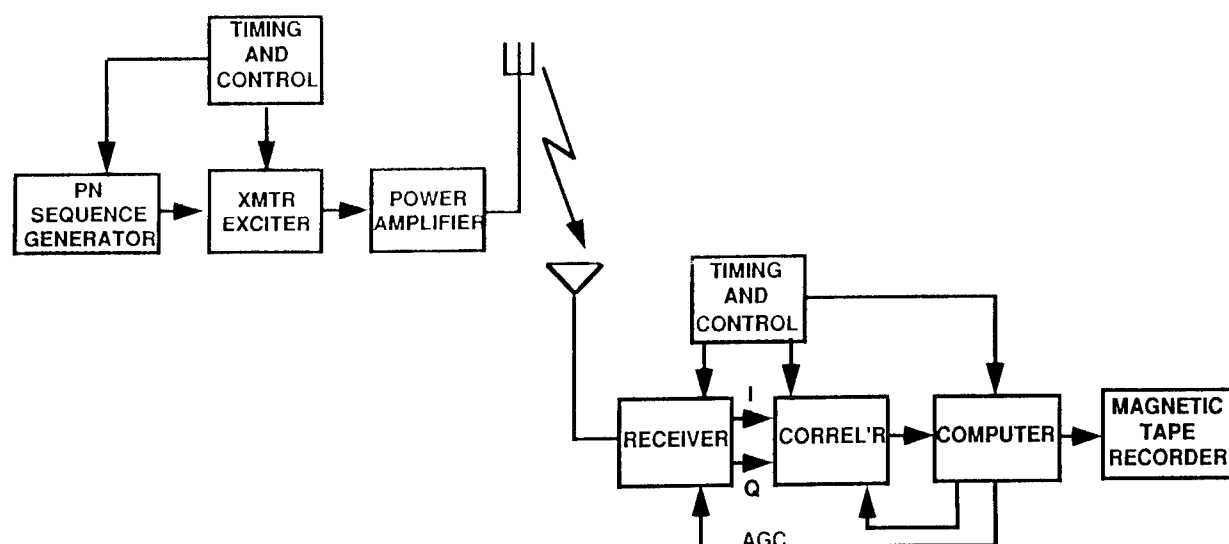 TIMING
AND
CONTROL
PN
SEQUENCE
GENERATOR
XMTR
EXCITER
POWER
AMPLIFIER
TIMING
AND
CONTROL
RECEIVER
I
Q
CORREL'R
COMPUTER
MAGNETIC
TAPE
RECORDER
AGC